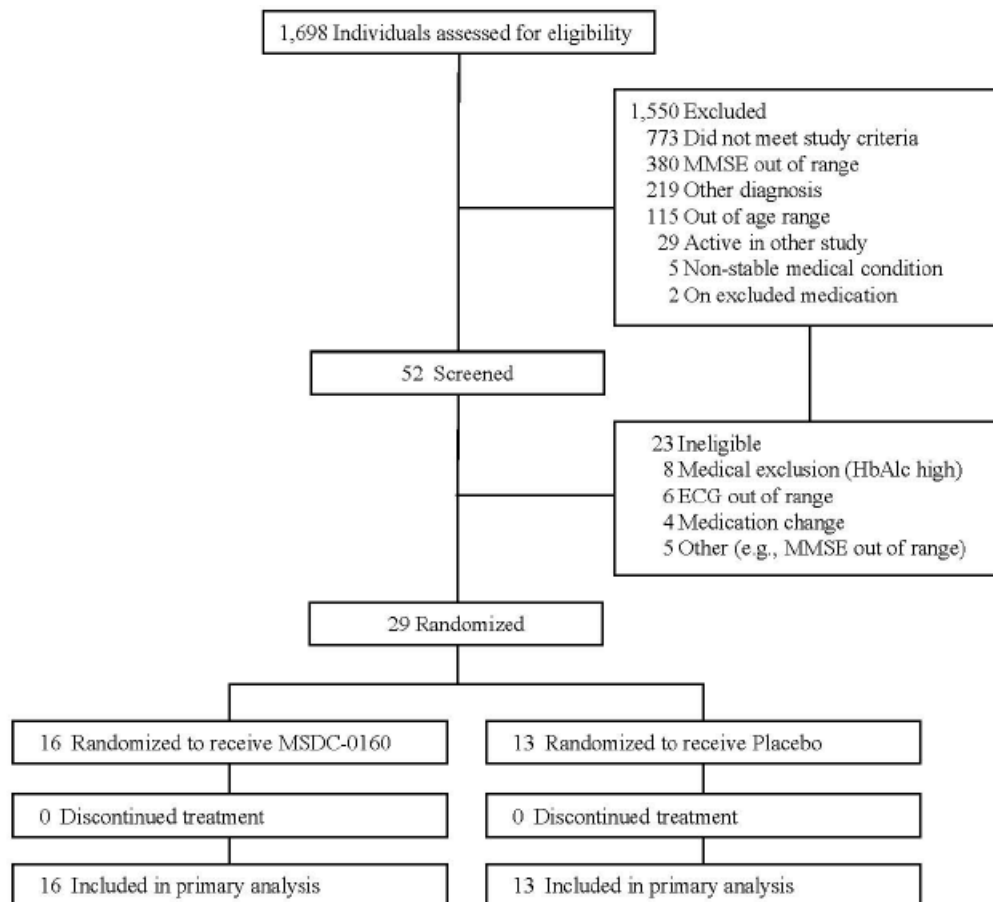 1,698 Individuals assessed for eligibility
1,550 Excluded
773 Did not meet study criteria
380 MMSE out of range
219 Other diagnosis
115 Out of age range
29 Active in other study
5 Non-stable medical condition
2 On excluded medication
52 Screened
23 Ineligible
8 Medical exclusion (HbAlc high)
6 ECG out of range
4 Medication change
5 Other (e.g., MMSE out of range)
29 Randomized
16 Randomized to receive MSDC-0160
13 Randomized to receive Placebo
0 Discontinued treatment
0 Discontinued treatment
16 Included in primary analysis
13 Included in primary analysis